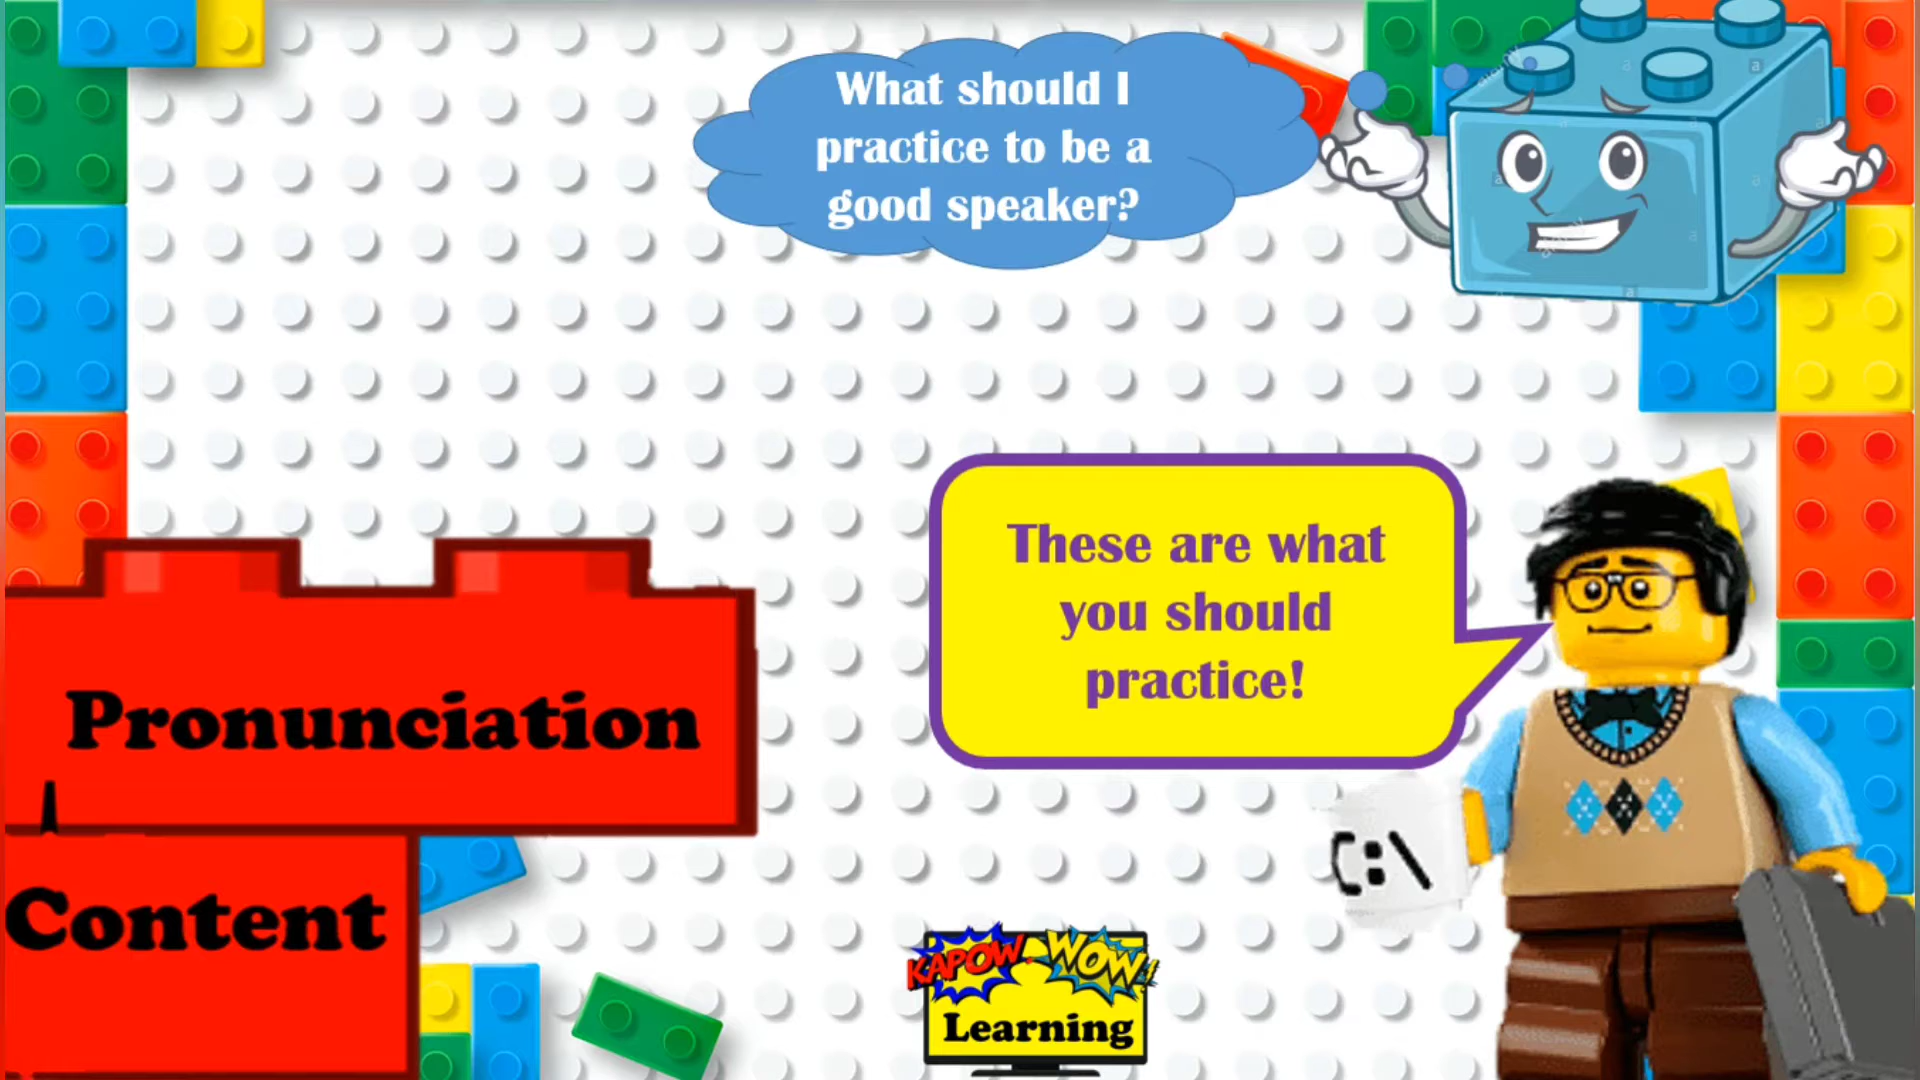 What should I
practice to be a
good speaker?
These are what
you should
practice!
Pronunciation
Content
C:\
KAPOW! WOW!
Learning